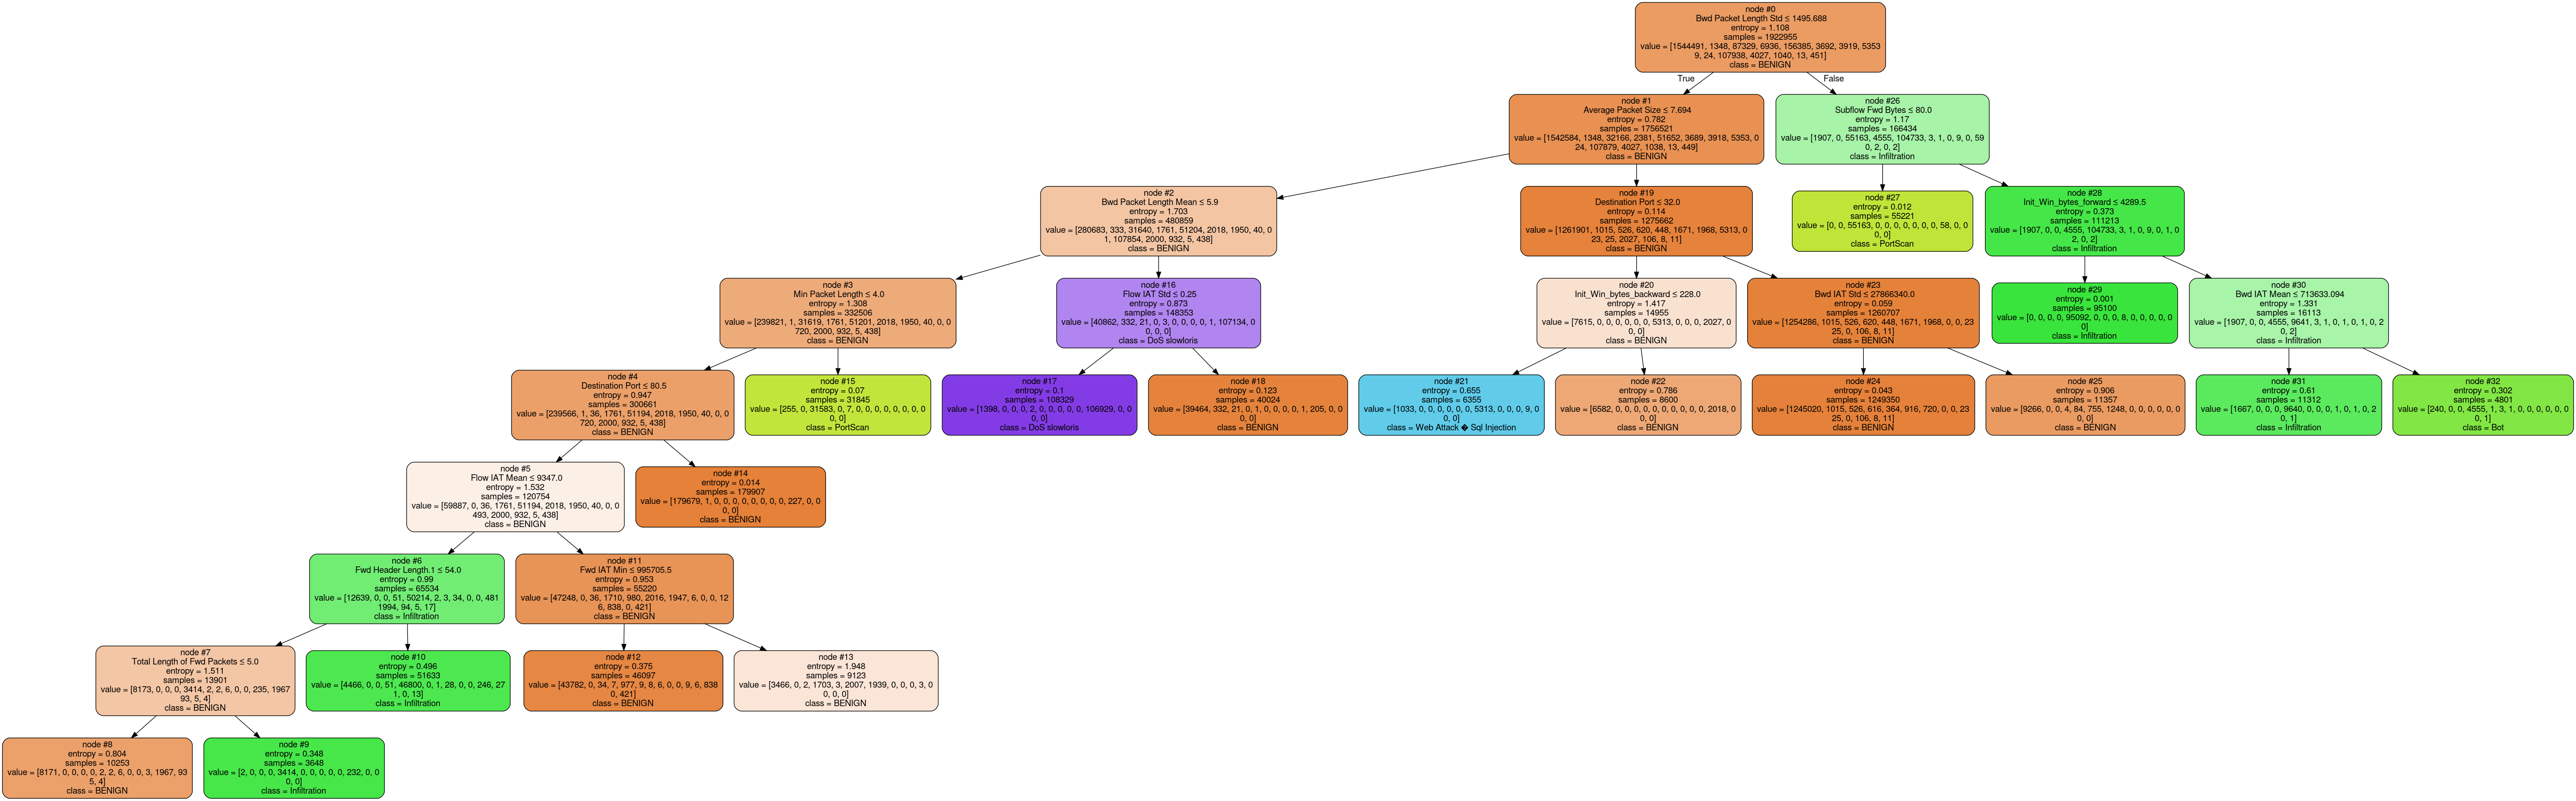 node #0
Bwd Packet Length Std ≤ 1495.688
entropy = 1.108
samples = 1922955
value = [1544491, 1348, 87329, 6936, 156385, 3692, 3919, 5353
9, 24, 107938, 4027, 1040, 13, 451]
class = BENIGN
True
False
node #1
Average Packet Size ≤ 7.694
entropy = 0.782
samples = 1756521
value = [1542584, 1348, 32166, 2381, 51652, 3689, 3918, 5353, 0
24, 107879, 4027, 1038, 13, 449]
class = BENIGN
node #26
Subflow Fwd Bytes ≤ 80.0
entropy = 1.17
samples = 166434
value = [1907, 0, 55163, 4555, 104733, 3, 1, 0, 9, 0, 59
0, 2, 0, 2]
class = Infiltration
node #2
Bwd Packet Length Mean ≤ 5.9
entropy = 1.703
samples = 480859
value = [280683, 333, 31640, 1761, 51204, 2018, 1950, 40, 0
1, 107854, 2000, 932, 5, 438]
class = BENIGN
node #19
Destination Port ≤ 32.0
entropy = 0.114
samples = 1275662
value = [1261901, 1015, 526, 620, 448, 1671, 1968, 5313, 0
23, 25, 2027, 106, 8, 11]
class = BENIGN
node #27
entropy = 0.012
samples = 55221
value = [0, 0, 55163, 0, 0, 0, 0, 0, 0, 0, 58, 0, 0
0, 0]
class = PortScan
node #28
Init_Win_bytes_forward ≤ 4289.5
entropy = 0.373
samples = 111213
value = [1907, 0, 0, 4555, 104733, 3, 1, 0, 9, 0, 1, 0
2, 0, 2]
class = Infiltration
node #3
Min Packet Length ≤ 4.0
entropy = 1.308
samples = 332506
value = [239821, 1, 31619, 1761, 51201, 2018, 1950, 40, 0, 0
720, 2000, 932, 5, 438]
class = BENIGN
node #16
Flow IAT Std ≤ 0.25
entropy = 0.873
samples = 148353
value = [40862, 332, 21, 0, 3, 0, 0, 0, 0, 1, 107134, 0
0, 0, 0]
class = DoS slowloris
node #20
Init_Win_bytes_backward ≤ 228.0
entropy = 1.417
samples = 14955
value = [7615, 0, 0, 0, 0, 0, 0, 5313, 0, 0, 0, 2027, 0
0, 0]
class = BENIGN
node #23
Bwd IAT Std ≤ 27866340.0
entropy = 0.059
samples = 1260707
value = [1254286, 1015, 526, 620, 448, 1671, 1968, 0, 0, 23
25, 0, 106, 8, 11]
class = BENIGN
node #29
entropy = 0.001
samples = 95100
value = [0, 0, 0, 0, 95092, 0, 0, 0, 8, 0, 0, 0, 0, 0
0]
class = Infiltration
node #30
Bwd IAT Mean ≤ 713633.094
entropy = 1.331
samples = 16113
value = [1907, 0, 0, 4555, 9641, 3, 1, 0, 1, 0, 1, 0, 2
0, 2]
class = Infiltration
node #4
Destination Port ≤ 80.5
entropy = 0.947
samples = 300661
value = [239566, 1, 36, 1761, 51194, 2018, 1950, 40, 0, 0
720, 2000, 932, 5, 438]
class = BENIGN
node #15
entropy = 0.07
samples = 31845
value = [255, 0, 31583, 0, 7, 0, 0, 0, 0, 0, 0, 0, 0
0, 0]
class = PortScan
node #17
entropy = 0.1
samples = 108329
value = [1398, 0, 0, 0, 2, 0, 0, 0, 0, 0, 106929, 0, 0
0, 0]
class = DoS slowloris
node #18
entropy = 0.123
samples = 40024
value = [39464, 332, 21, 0, 1, 0, 0, 0, 0, 1, 205, 0, 0
0, 0]
class = BENIGN
node #21
entropy = 0.655
samples = 6355
value = [1033, 0, 0, 0, 0, 0, 0, 5313, 0, 0, 0, 9, 0
0, 0]
class = Web Attack � Sql Injection
node #22
entropy = 0.786
samples = 8600
value = [6582, 0, 0, 0, 0, 0, 0, 0, 0, 0, 0, 2018, 0
0, 0]
class = BENIGN
node #24
entropy = 0.043
samples = 1249350
value = [1245020, 1015, 526, 616, 364, 916, 720, 0, 0, 23
25, 0, 106, 8, 11]
class = BENIGN
node #25
entropy = 0.906
samples = 11357
value = [9266, 0, 0, 4, 84, 755, 1248, 0, 0, 0, 0, 0, 0
0, 0]
class = BENIGN
node #31
entropy = 0.61
samples = 11312
value = [1667, 0, 0, 0, 9640, 0, 0, 0, 1, 0, 1, 0, 2
0, 1]
class = Infiltration
node #32
entropy = 0.302
samples = 4801
value = [240, 0, 0, 4555, 1, 3, 1, 0, 0, 0, 0, 0, 0
0, 1]
class = Bot
node #5
Flow IAT Mean ≤ 9347.0
entropy = 1.532
samples = 120754
value = [59887, 0, 36, 1761, 51194, 2018, 1950, 40, 0, 0
493, 2000, 932, 5, 438]
class = BENIGN
node #14
entropy = 0.014
samples = 179907
value = [179679, 1, 0, 0, 0, 0, 0, 0, 0, 0, 227, 0, 0
0, 0]
class = BENIGN
node #6
Fwd Header Length.1 ≤ 54.0
entropy = 0.99
samples = 65534
value = [12639, 0, 0, 51, 50214, 2, 3, 34, 0, 0, 481
1994, 94, 5, 17]
class = Infiltration
node #11
Fwd IAT Min ≤ 995705.5
entropy = 0.953
samples = 55220
value = [47248, 0, 36, 1710, 980, 2016, 1947, 6, 0, 0, 12
6, 838, 0, 421]
class = BENIGN
node #7
Total Length of Fwd Packets ≤ 5.0
entropy = 1.511
samples = 13901
value = [8173, 0, 0, 0, 3414, 2, 2, 6, 0, 0, 235, 1967
93, 5, 4]
class = BENIGN
node #10
entropy = 0.496
samples = 51633
value = [4466, 0, 0, 51, 46800, 0, 1, 28, 0, 0, 246, 27
1, 0, 13]
class = Infiltration
node #12
entropy = 0.375
samples = 46097
value = [43782, 0, 34, 7, 977, 9, 8, 6, 0, 0, 9, 6, 838
0, 421]
class = BENIGN
node #13
entropy = 1.948
samples = 9123
value = [3466, 0, 2, 1703, 3, 2007, 1939, 0, 0, 0, 3, 0
0, 0, 0]
class = BENIGN
node #8
entropy = 0.804
samples = 10253
value = [8171, 0, 0, 0, 0, 2, 2, 6, 0, 0, 3, 1967, 93
5, 4]
class = BENIGN
node #9
entropy = 0.348
samples = 3648
value = [2, 0, 0, 0, 3414, 0, 0, 0, 0, 0, 232, 0, 0
0, 0]
class = Infiltration